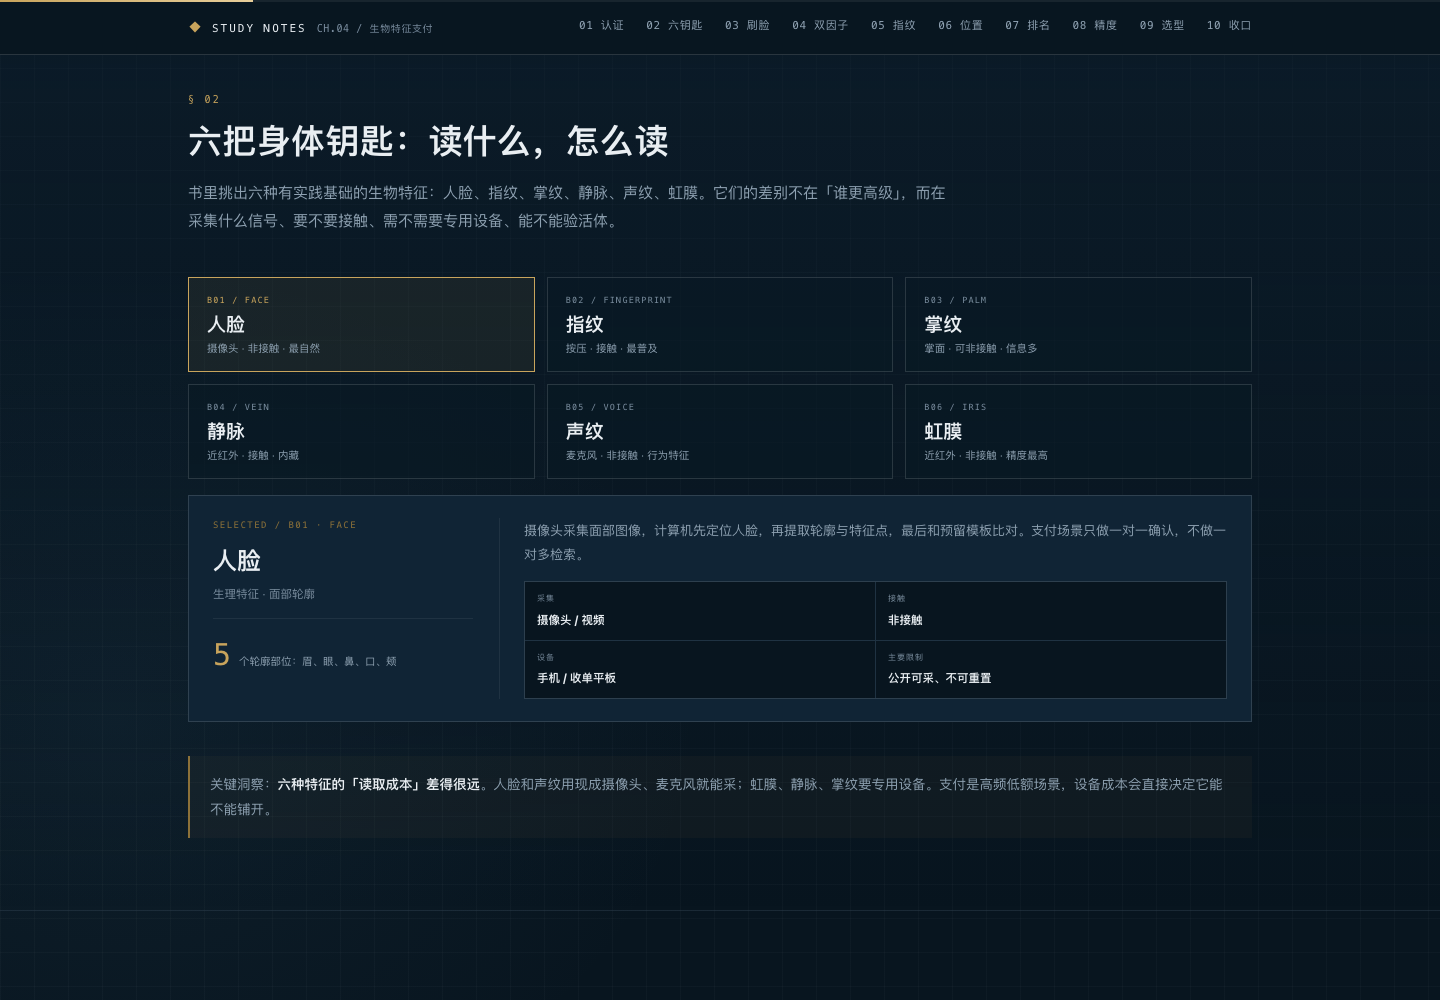 ◆ STUDY NOTES CH.04 / 生物特征支付
01 认证 02 六钥匙 03 刷脸 04 双因子 05 指纹 06 位置 07 排名 08 精度 09 选型 10 收口
§ 02
六把身体钥匙：读什么，怎么读
书里挑出六种有实践基础的生物特征：人脸、指纹、掌纹、静脉、声纹、虹膜。它们的差别不在「谁更高级」，而在
采集什么信号、要不要接触、需不需要专用设备、能不能验活体。
B01 / FACE
人脸
摄像头 · 非接触 · 最自然
B02 / FINGERPRINT
指纹
按压 · 接触 · 最普及
B03 / PALM
掌纹
掌面 · 可非接触 · 信息多
B04 / VEIN
静脉
近红外 · 接触 · 内藏
B05 / VOICE
声纹
麦克风 · 非接触 · 行为特征
B06 / IRIS
虹膜
近红外 · 非接触 · 精度最高
SELECTED / B01 · FACE
人脸
生理特征 · 面部轮廓
5 个轮廓部位：眉、眼、鼻、口、颊
摄像头采集面部图像，计算机先定位人脸，再提取轮廓与特征点，最后和预留模板比对。支付场景只做一对一确认，不做一
对多检索。
采集
摄像头 / 视频
接触
非接触
设备
手机 / 收单平板
主要限制
公开可采、不可重置
关键洞察：六种特征的「读取成本」差得很远。人脸和声纹用现成摄像头、麦克风就能采；虹膜、静脉、掌纹要专用设备。支付是高频低额场景，设备成本会直接决定它能
不能铺开。